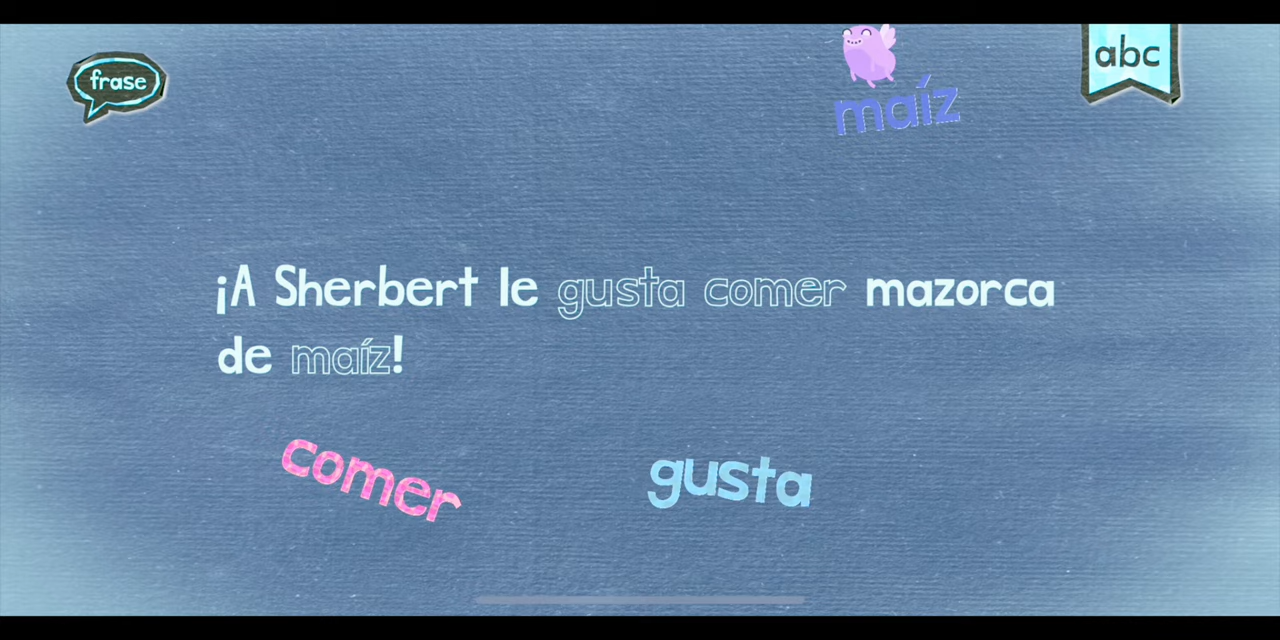 frase
abc
maíz
¡A Sherbert le gusta comer mazorca
de maíz!
comer
gusta